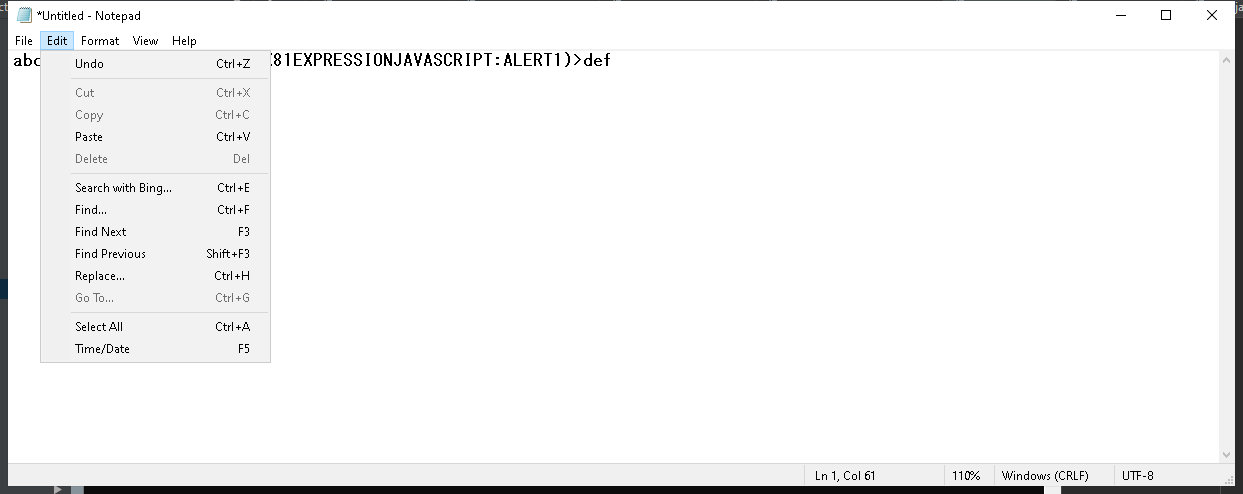 *Untitled - Notepad
File Edit Format View Help
abc 81EXPRESSIONJAVASCRIPT:ALERT1)>def
Undo Ctrl+Z
Cut Ctrl+X
Copy Ctrl+C
Paste Ctrl+V
Delete Del
Search with Bing... Ctrl+E
Find... Ctrl+F
Find Next F3
Find Previous Shift+F3
Replace... Ctrl+H
Go To... Ctrl+G
Select All Ctrl+A
Time/Date F5
Ln 1, Col 61 110% Windows (CRLF) UTF-8